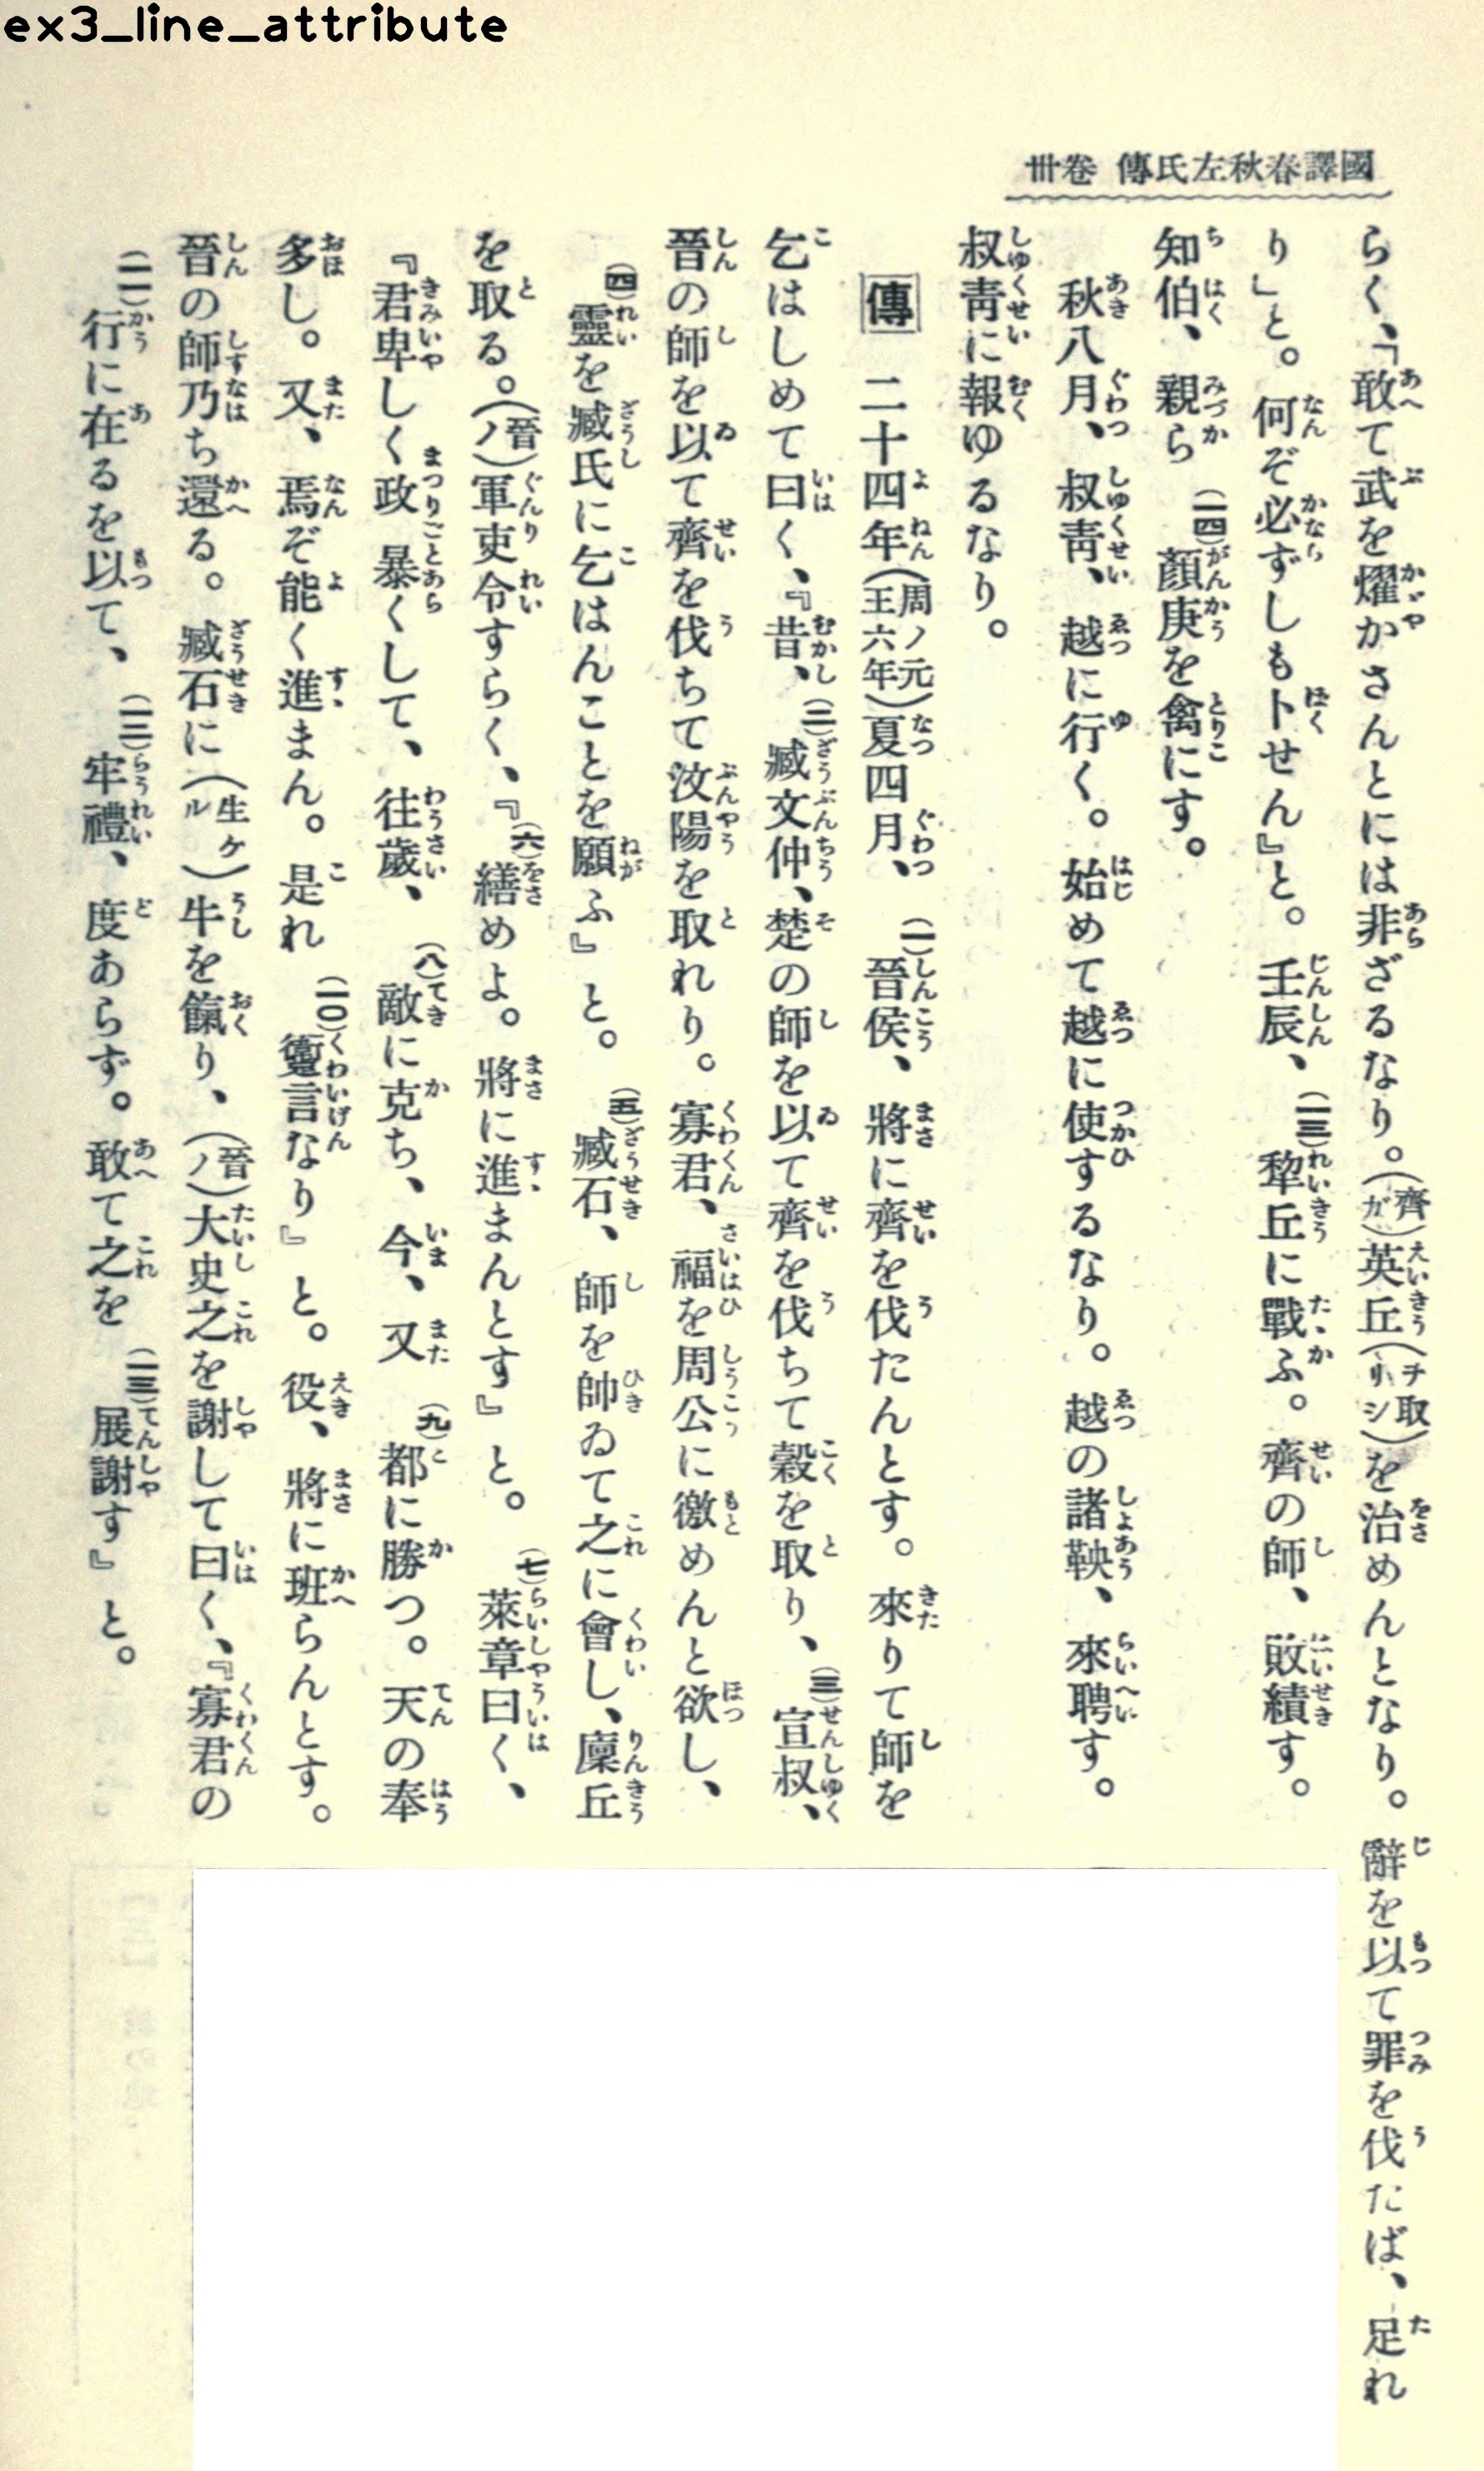 ex3_line_attribute
國譯春秋左氏傳 卷卅
らく、「敢て武を燿かさんとには非ざるなり。(齊ガ)英丘(チ取リシ)を治めんとなり。辭を以て罪を伐たば、足れ
り」と。何ぞ必ずしも卜せん』と。壬辰、(一三)犂丘に戰ふ。齊の師、敗績す。
知伯、親ら(一四)顏庚を禽にす。
秋八月、叔靑、越に行く。始めて越に使するなり。越の諸鞅、來聘す。
叔靑に報ゆるなり。
傳 二十四年(周ノ元王六年)夏四月、(一)晉侯、將に齊を伐たんとす。來りて師を
乞はしめて曰く、『昔、(二)臧文仲、楚の師を以て齊を伐ちて穀を取り、(三)宣叔、
晉の師を以て齊を伐ちて汶陽を取れり。寡君、福を周公に徼めんと欲し、
(四)靈を臧氏に乞はんことを願ふ』と。(五)臧石、師を帥ゐて之に會し、廩丘
を取る。(晉ノ)軍吏令すらく、『(六)繕めよ。將に進まんとす』と。(七)萊章曰く、
『君卑しく政暴くして、往歲、(八)敵に克ち、今、又(九)都に勝つ。天の奉
多し。又、焉ぞ能く進まん。是れ(一〇)躗言なり』と。役、將に班らんとす。
晉の師乃ち還る。臧石に(生ケル)牛を餼り、(晉ノ)大史之を謝して曰く、『寡君の
(一一)行に在るを以て、(一二)牢禮、度あらず。敢て之を(一三)展謝す』と。